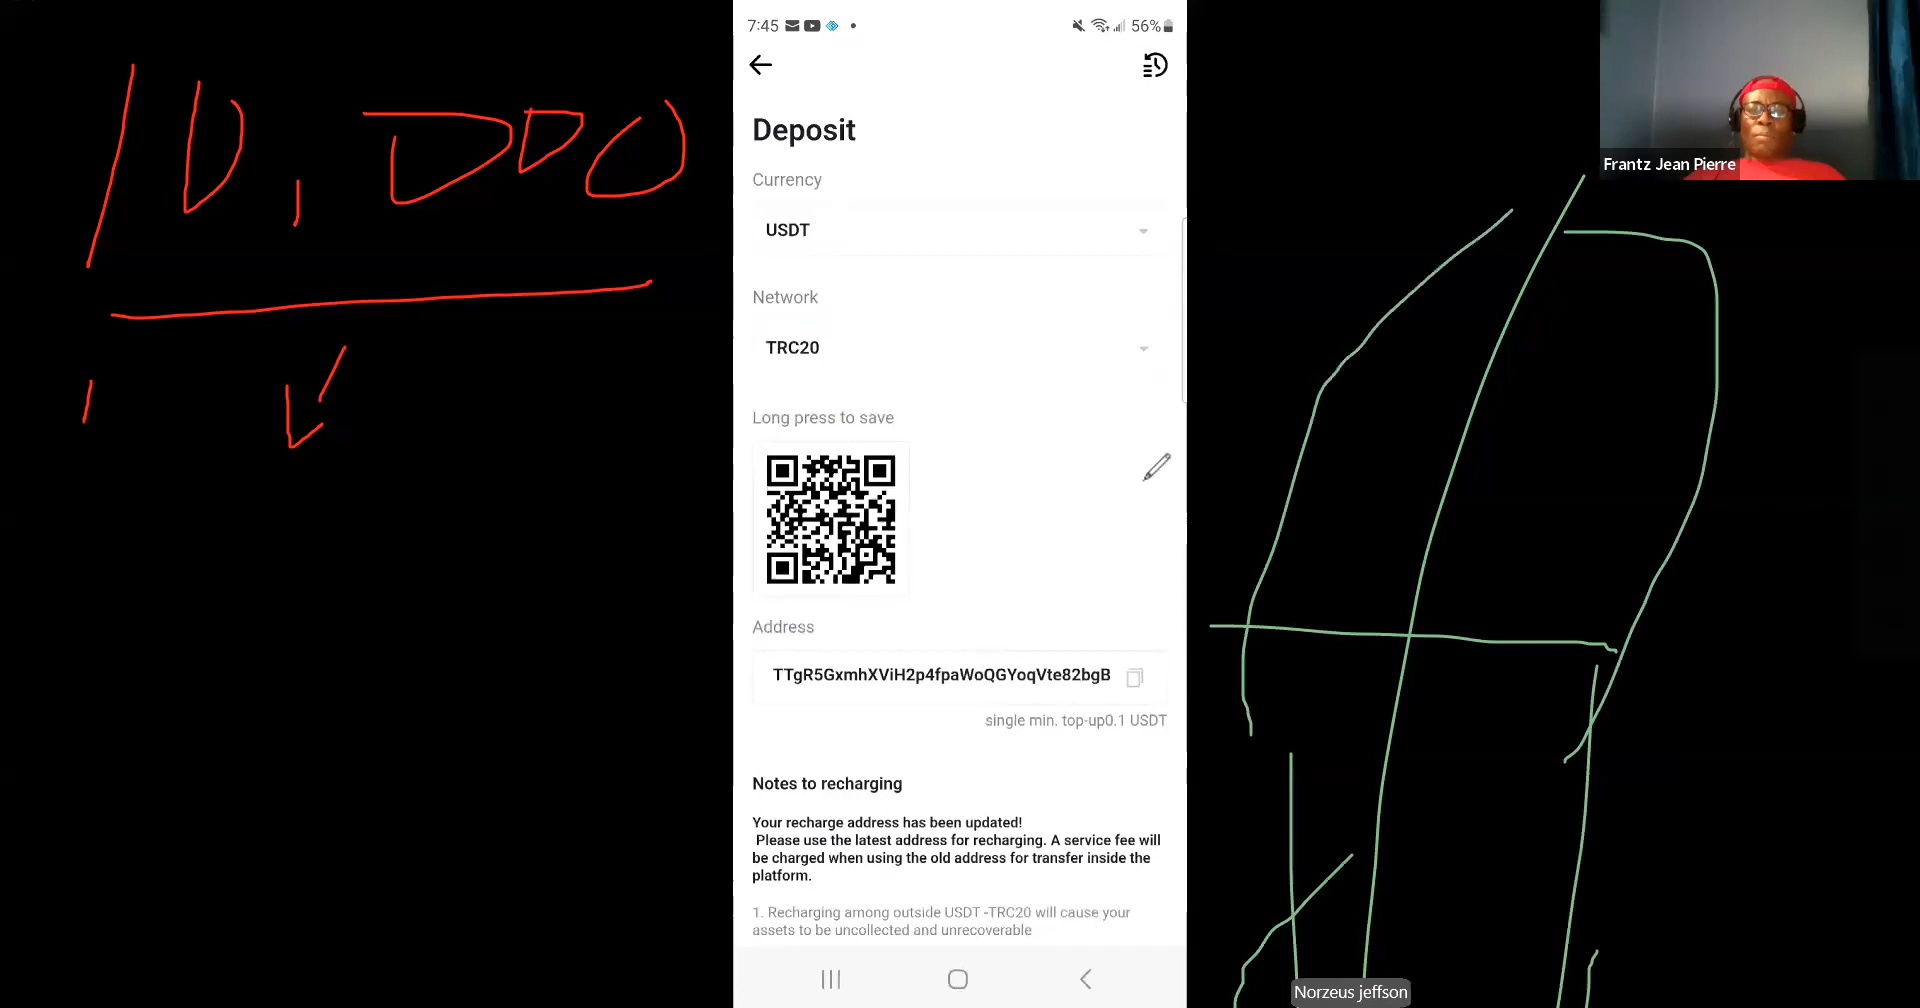 10,000
7:45
56%
Deposit
Currency
USDT
Network
TRC20
Long press to save
Address
TTgR5GxmhXViH2p4fpaWoQGYoqVte82bgB
single min. top-up0.1 USDT
Notes to recharging
Your recharge address has been updated!
Please use the latest address for recharging. A service fee will
be charged when using the old address for transfer inside the
platform.
1. Recharging among outside USDT -TRC20 will cause your
assets to be uncollected and unrecoverable
Frantz Jean Pierre
Norzeus jeffson